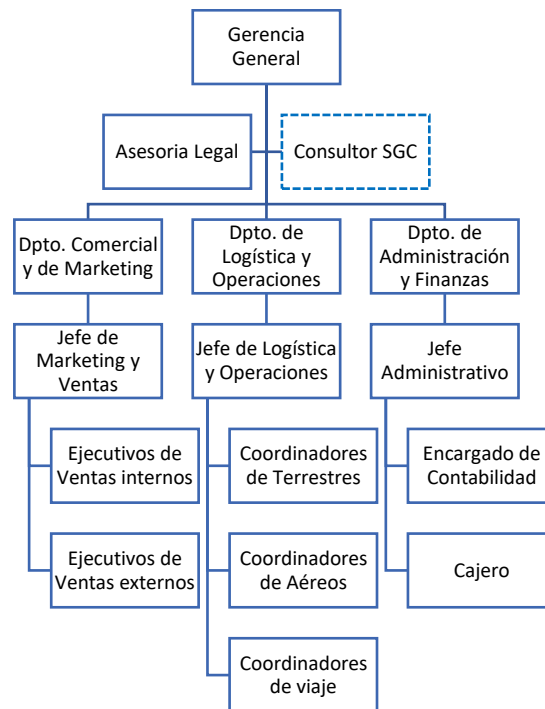 Gerencia
General
Asesoria Legal
Consultor SGC
Dpto. Comercial
y de Marketing
Dpto. de
Logística y
Operaciones
Dpto. de
Administración
y Finanzas
Jefe de
Marketing y
Ventas
Jefe de Logística
y Operaciones
Jefe
Administrativo
Ejecutivos de
Ventas internos
Coordinadores
de Terrestres
Encargado de
Contabilidad
Ejecutivos de
Ventas externos
Coordinadores
de Aéreos
Cajero
Coordinadores
de viaje